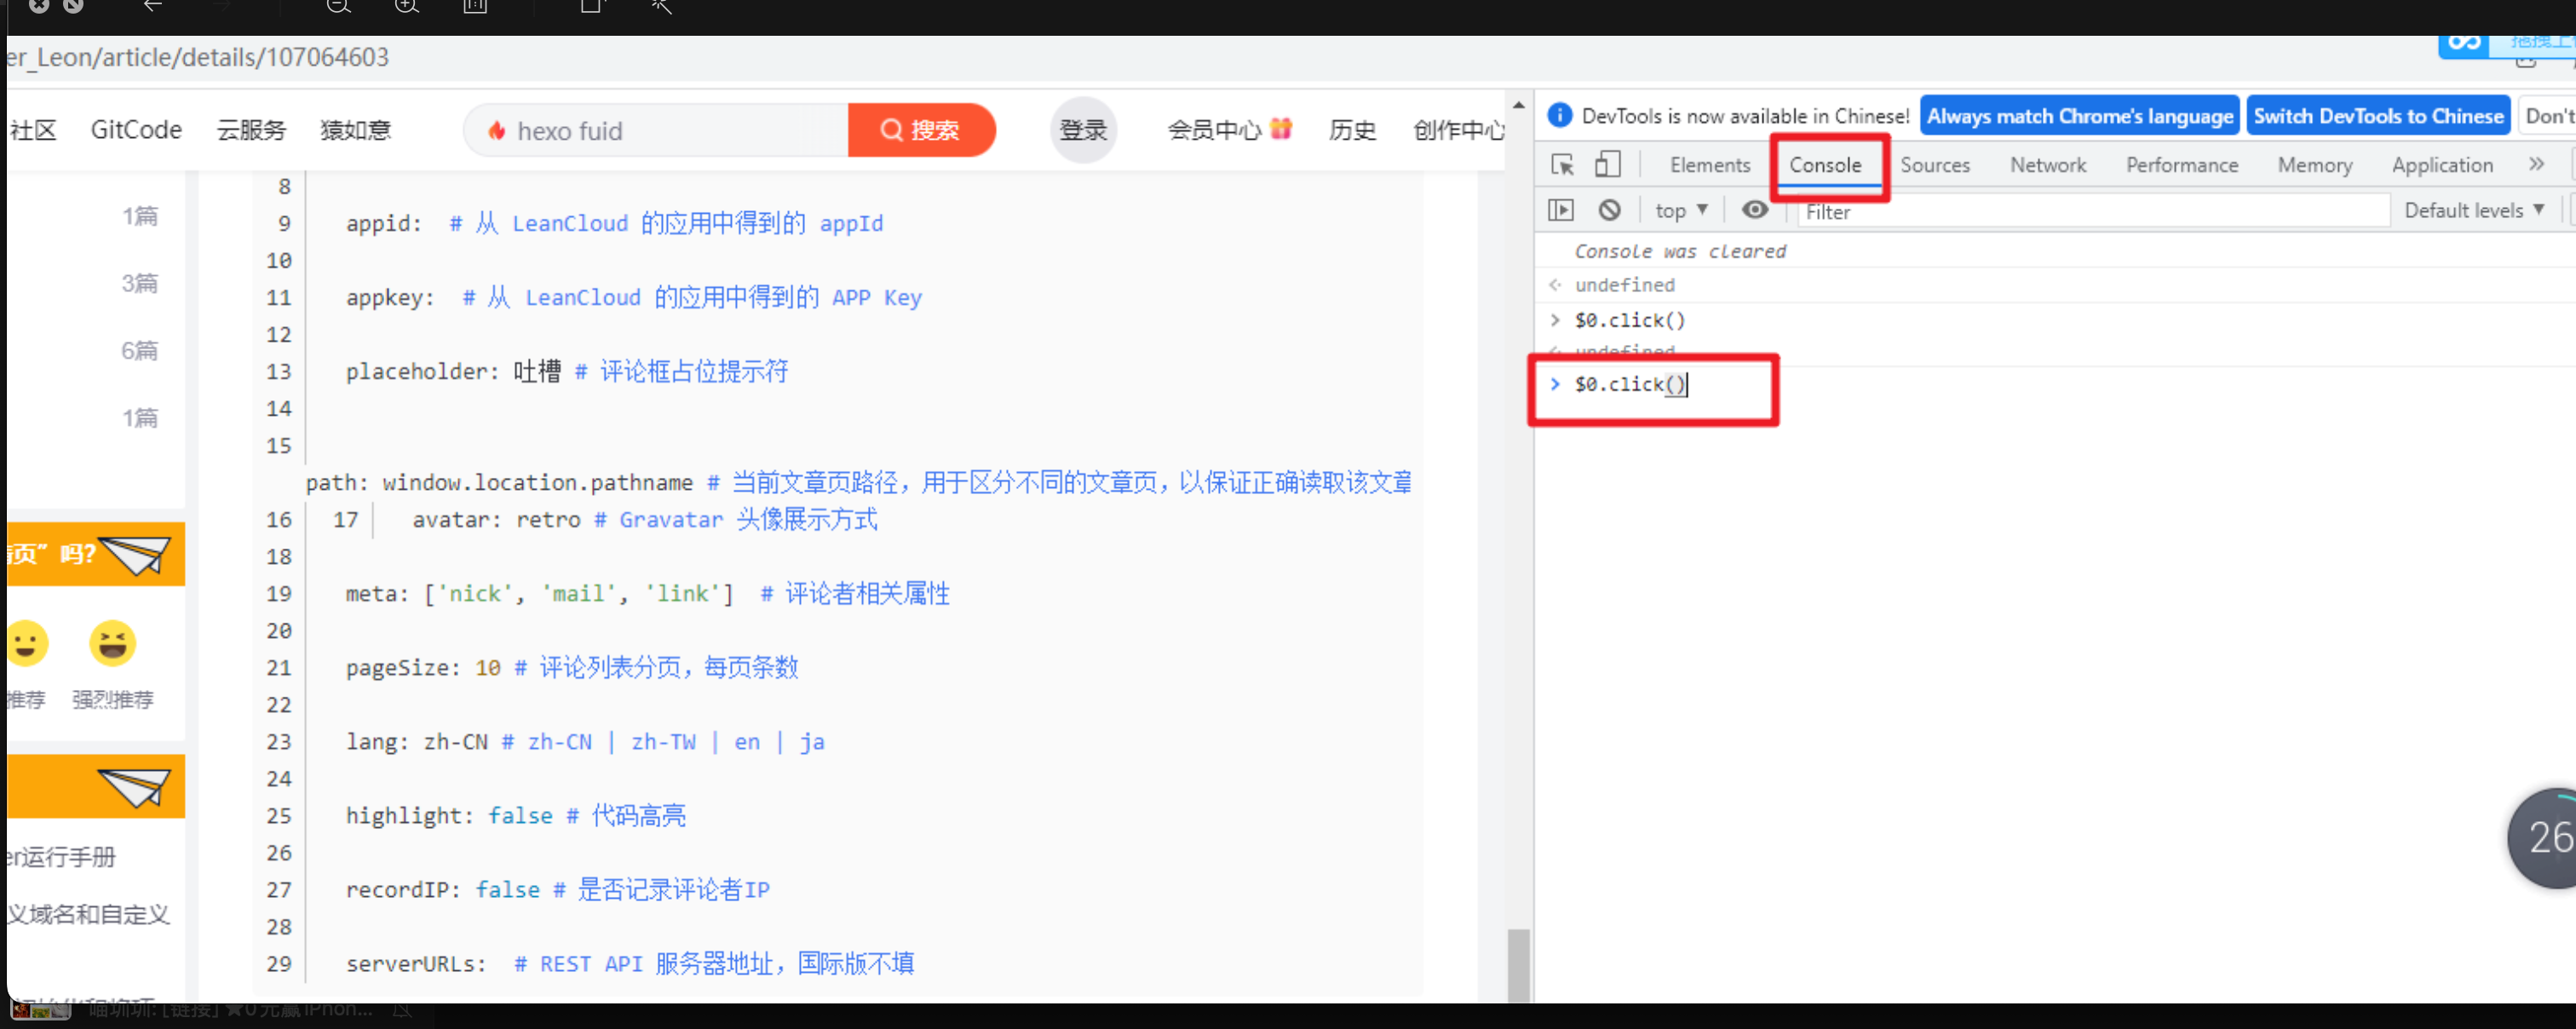 er_Leon/article/details/107064603
社区 GitCode 云服务 猿如意 hexo fuid 搜索 登录 会员中心 历史 创作中心
1篇
3篇
6篇
1篇
页” 吗?
推荐 强烈推荐
er运行手册
义域名和自定义
8
9 appid: # 从 LeanCloud 的应用中得到的 appId
10
11 appkey: # 从 LeanCloud 的应用中得到的 APP Key
12
13 placeholder: 吐槽 # 评论框占位提示符
14
15
path: window.location.pathname # 当前文章页路径，用于区分不同的文章页，以保证正确读取该文章
16 17 avatar: retro # Gravatar 头像展示方式
18
19 meta: ['nick', 'mail', 'link'] # 评论者相关属性
20
21 pageSize: 10 # 评论列表分页，每页条数
22
23 lang: zh-CN # zh-CN | zh-TW | en | ja
24
25 highlight: false # 代码高亮
26
27 recordIP: false # 是否记录评论者IP
28
29 serverURLs: # REST API 服务器地址，国际版不填
DevTools is now available in Chinese! Always match Chrome's language Switch DevTools to Chinese Don't
Elements Console Sources Network Performance Memory Application »
top ▼ Filter Default levels ▼
Console was cleared
undefined
> $0.click()
undefined
> $0.click()
26